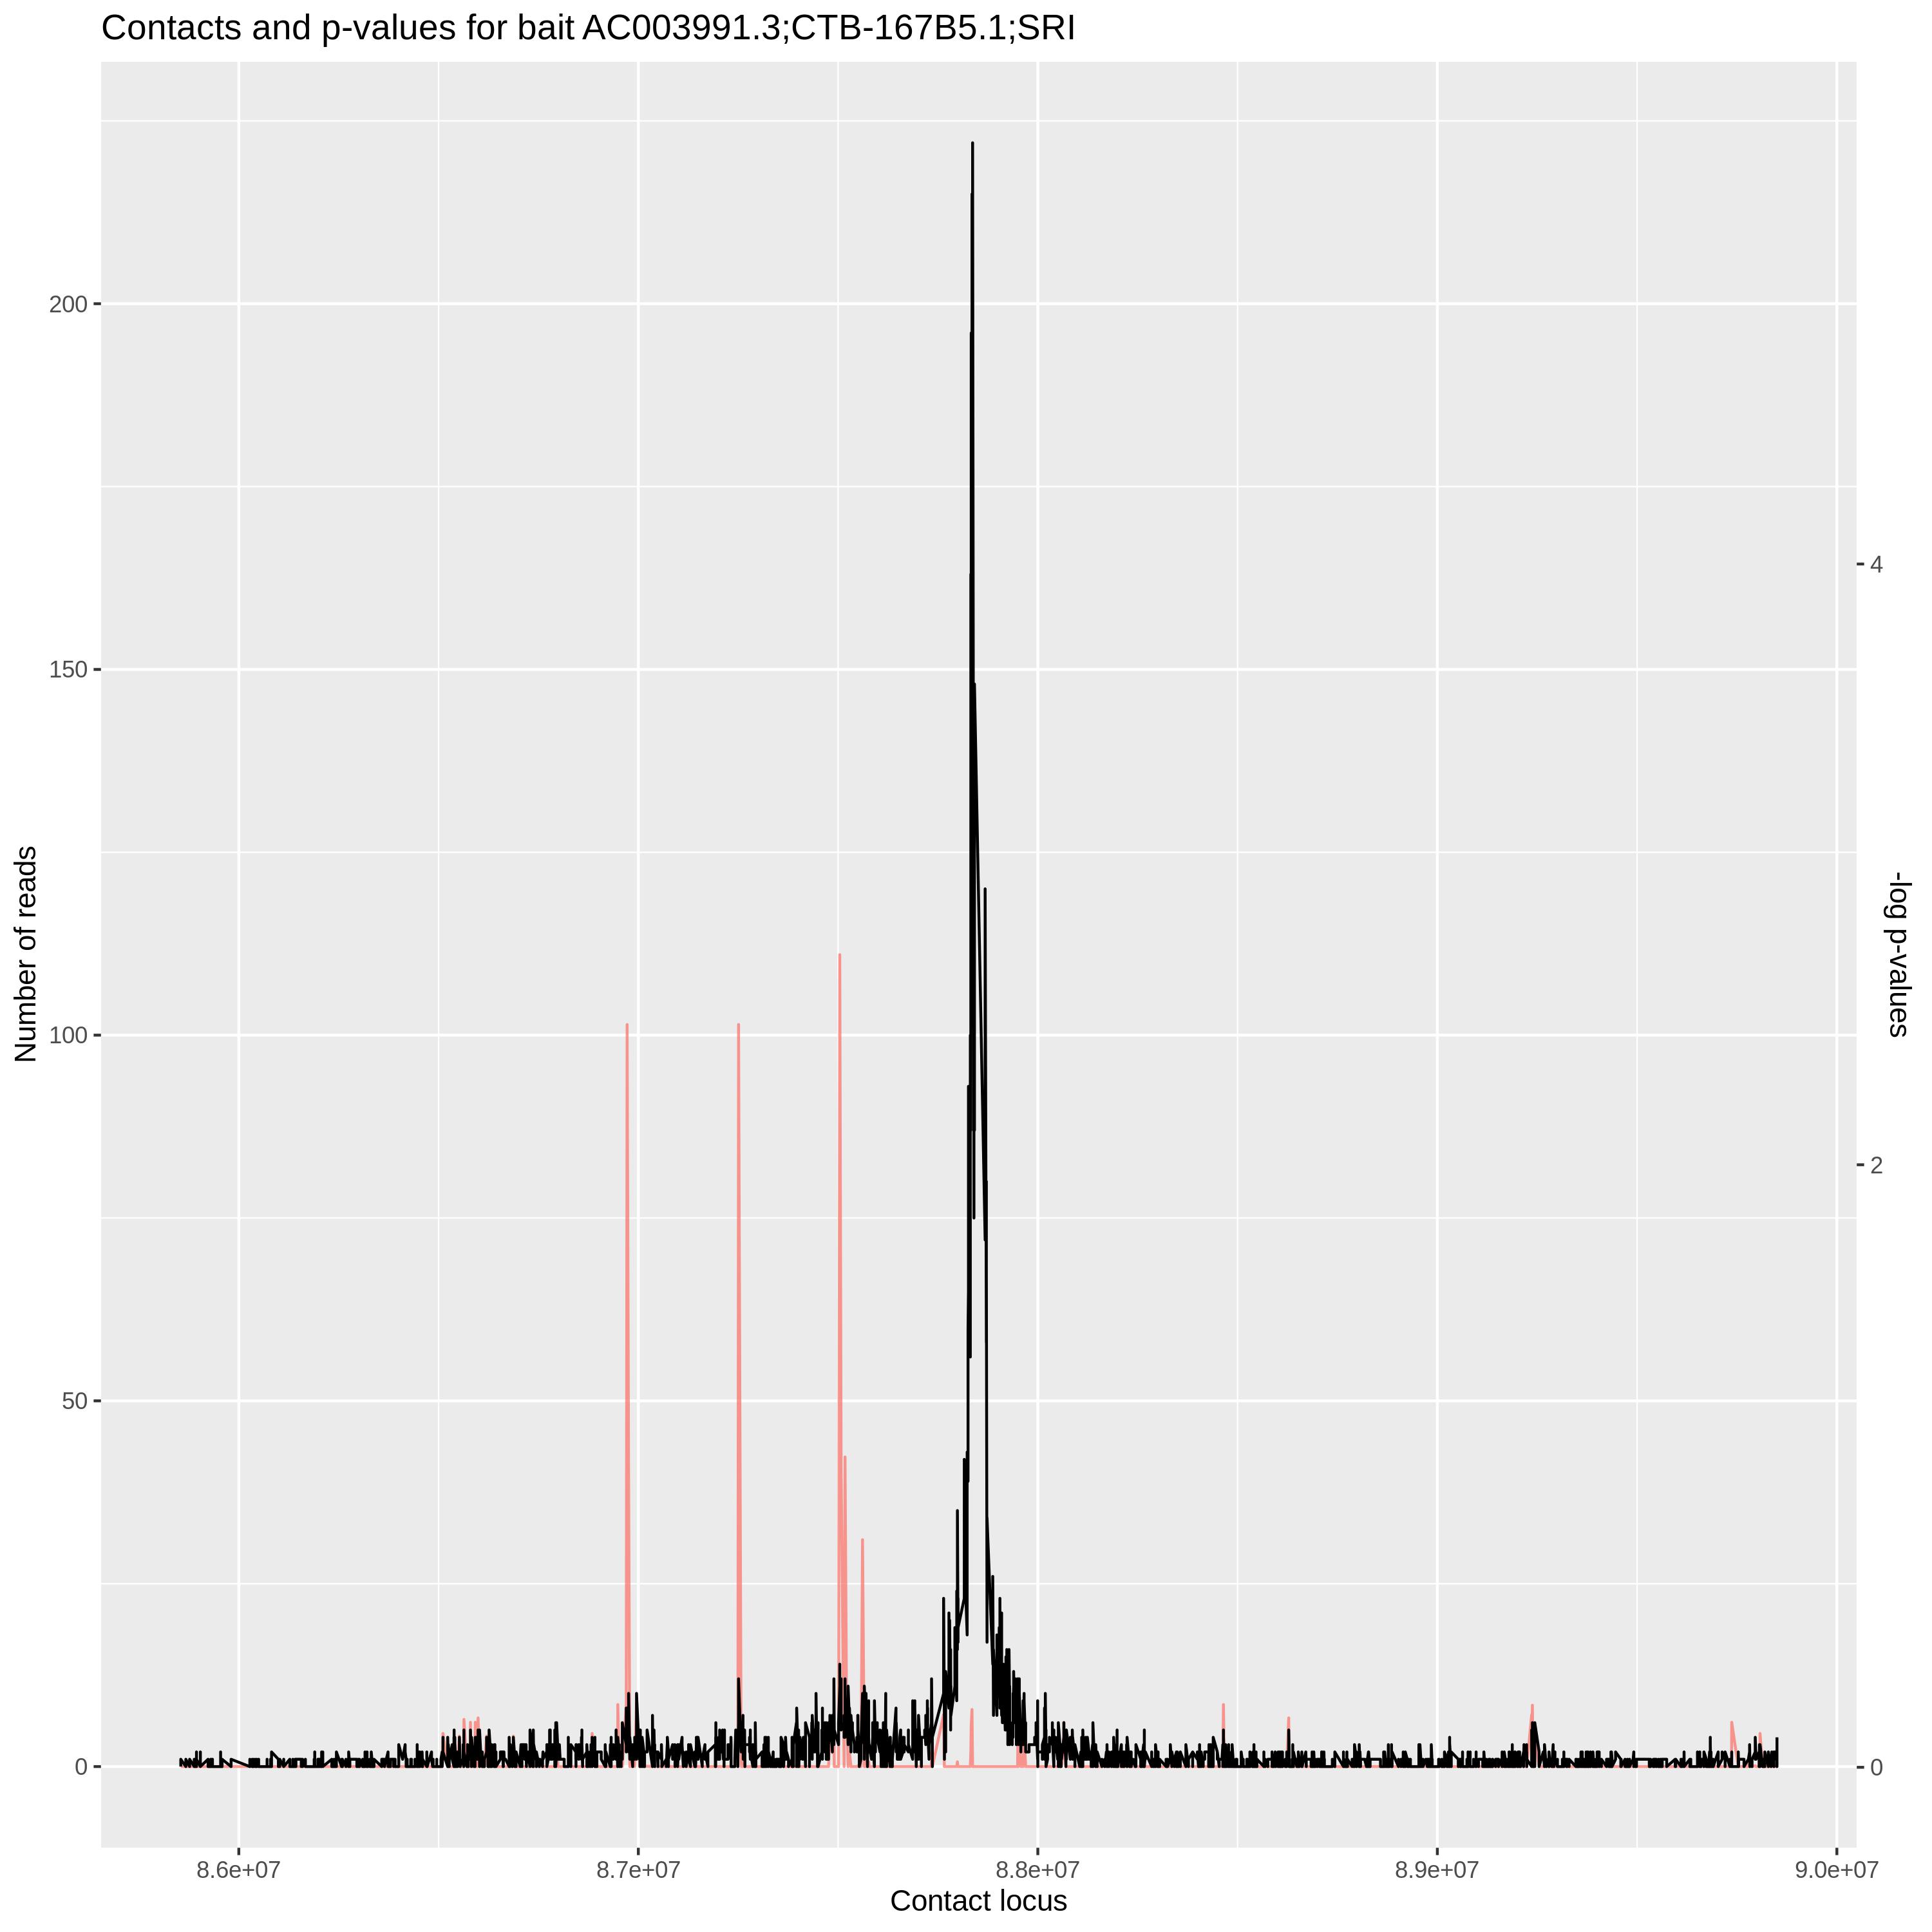 Contacts and p-values for bait AC003991.3;CTB-167B5.1;SRI
Number of reads
200
150
100
50
0
4
2
0
-log p-values
8.6e+07 8.7e+07 8.8e+07 8.9e+07 9.0e+07
Contact locus